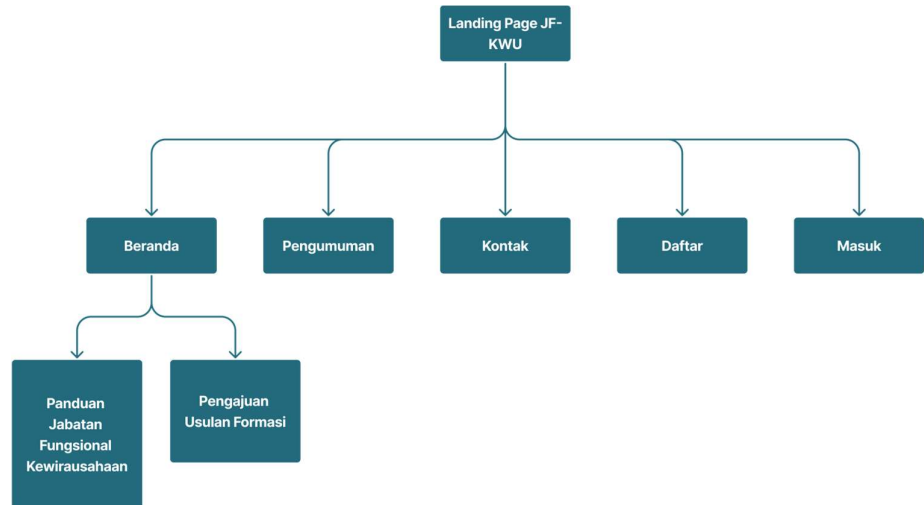 Landing Page JF-
KWU
Beranda
Pengumuman
Kontak
Daftar
Masuk
Panduan
Jabatan
Fungsional
Kewirausahaan
Pengajuan
Usulan Formasi